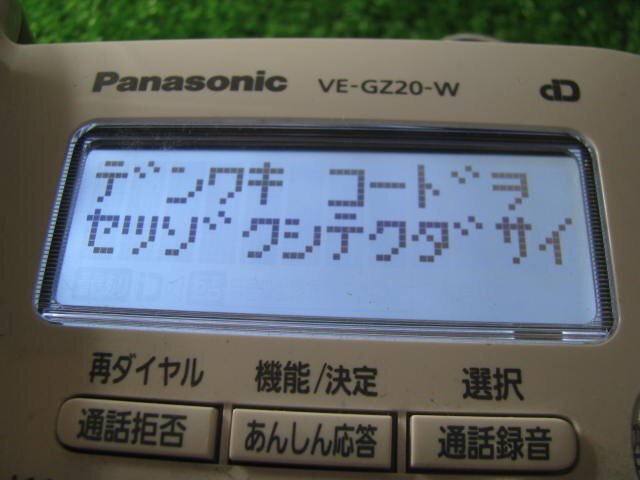 Panasonic VE-GZ20-W
デンワキ コードヲ
セツゾクシテクダサイ
再ダイヤル 機能/決定 選択
通話拒否 あんしん応答 通話録音